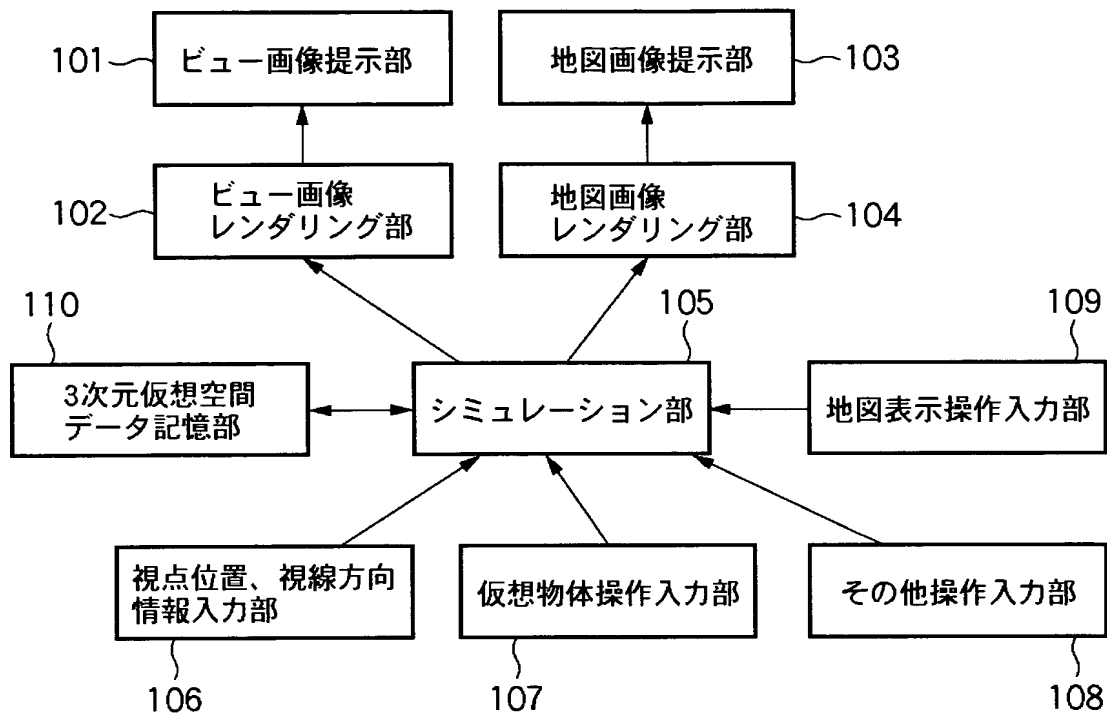 101
ビュー画像提示部
地図画像提示部
103
102
ビュー画像
レンダリング部
地図画像
レンダリング部
104
110
105
109
3次元仮想空間
データ記憶部
シミュレーション部
地図表示操作入力部
視点位置、視線方向
情報入力部
仮想物体操作入力部
その他操作入力部
106
107
108